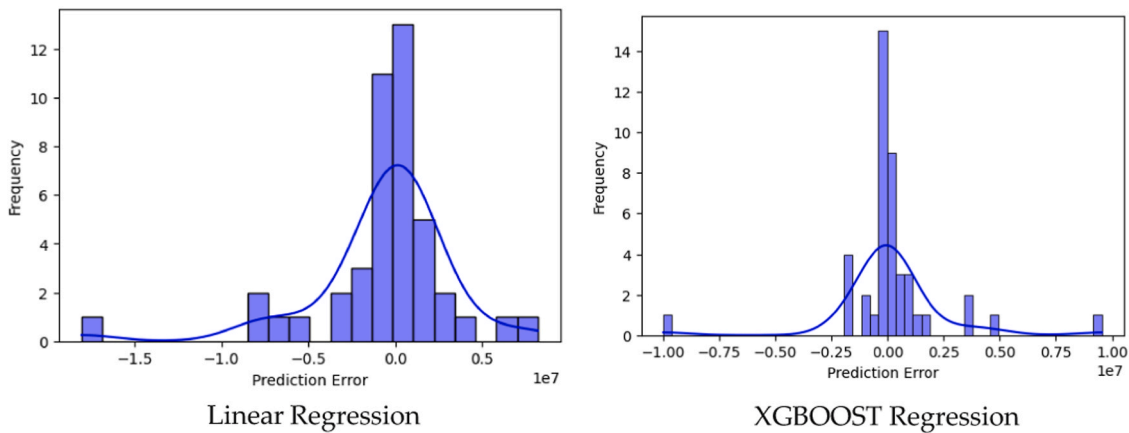 Frequency
12
10
8
6
4
2
0
−1.5 −1.0 −0.5 0.0 0.5
1e7
Prediction Error
Linear Regression
Frequency
14
12
10
8
6
4
2
0
−1.00 −0.75 −0.50 −0.25 0.00 0.25 0.50 0.75 1.00
1e7
Prediction Error
XGBOOST Regression